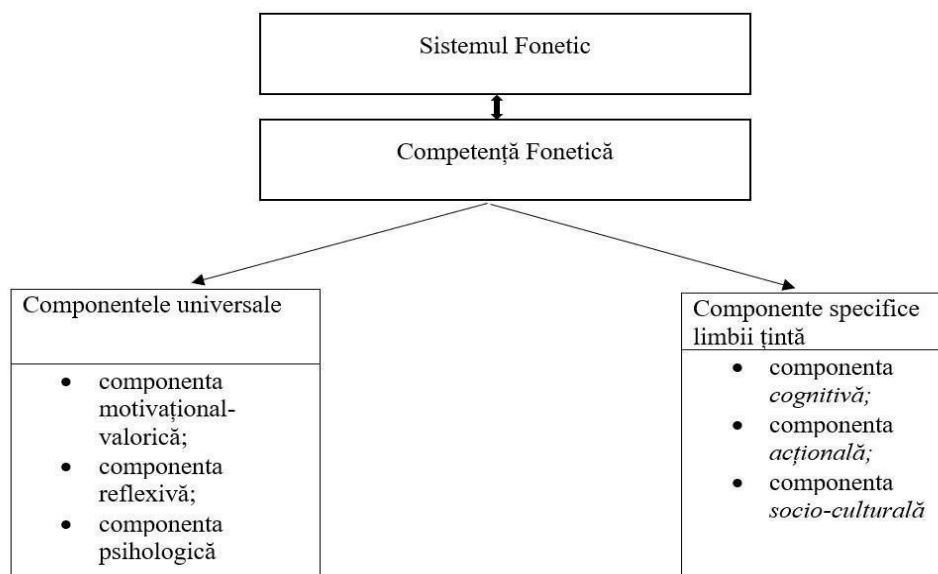 Sistemul Fonetic
Competență Fonetică
Componentele universale
• componenta
motivațional-
valorică;
• componenta
reflexivă;
• componenta
psihologică
Componente specifice
limbii țintă
• componenta
cognitivă;
• componenta
acțională;
• componenta
socio-culturală